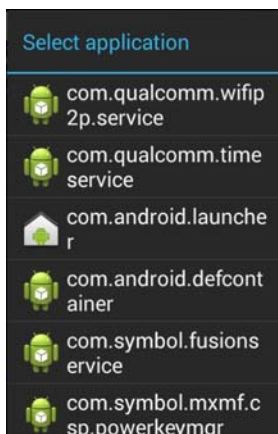 Select application
com.qualcomm.wifip
2p.service
com.qualcomm.time
service
com.android.launche
r
com.android.defcont
ainer
com.symbol.fusions
ervice
com.symbol.mxmf.c
sp.powerkeymgr